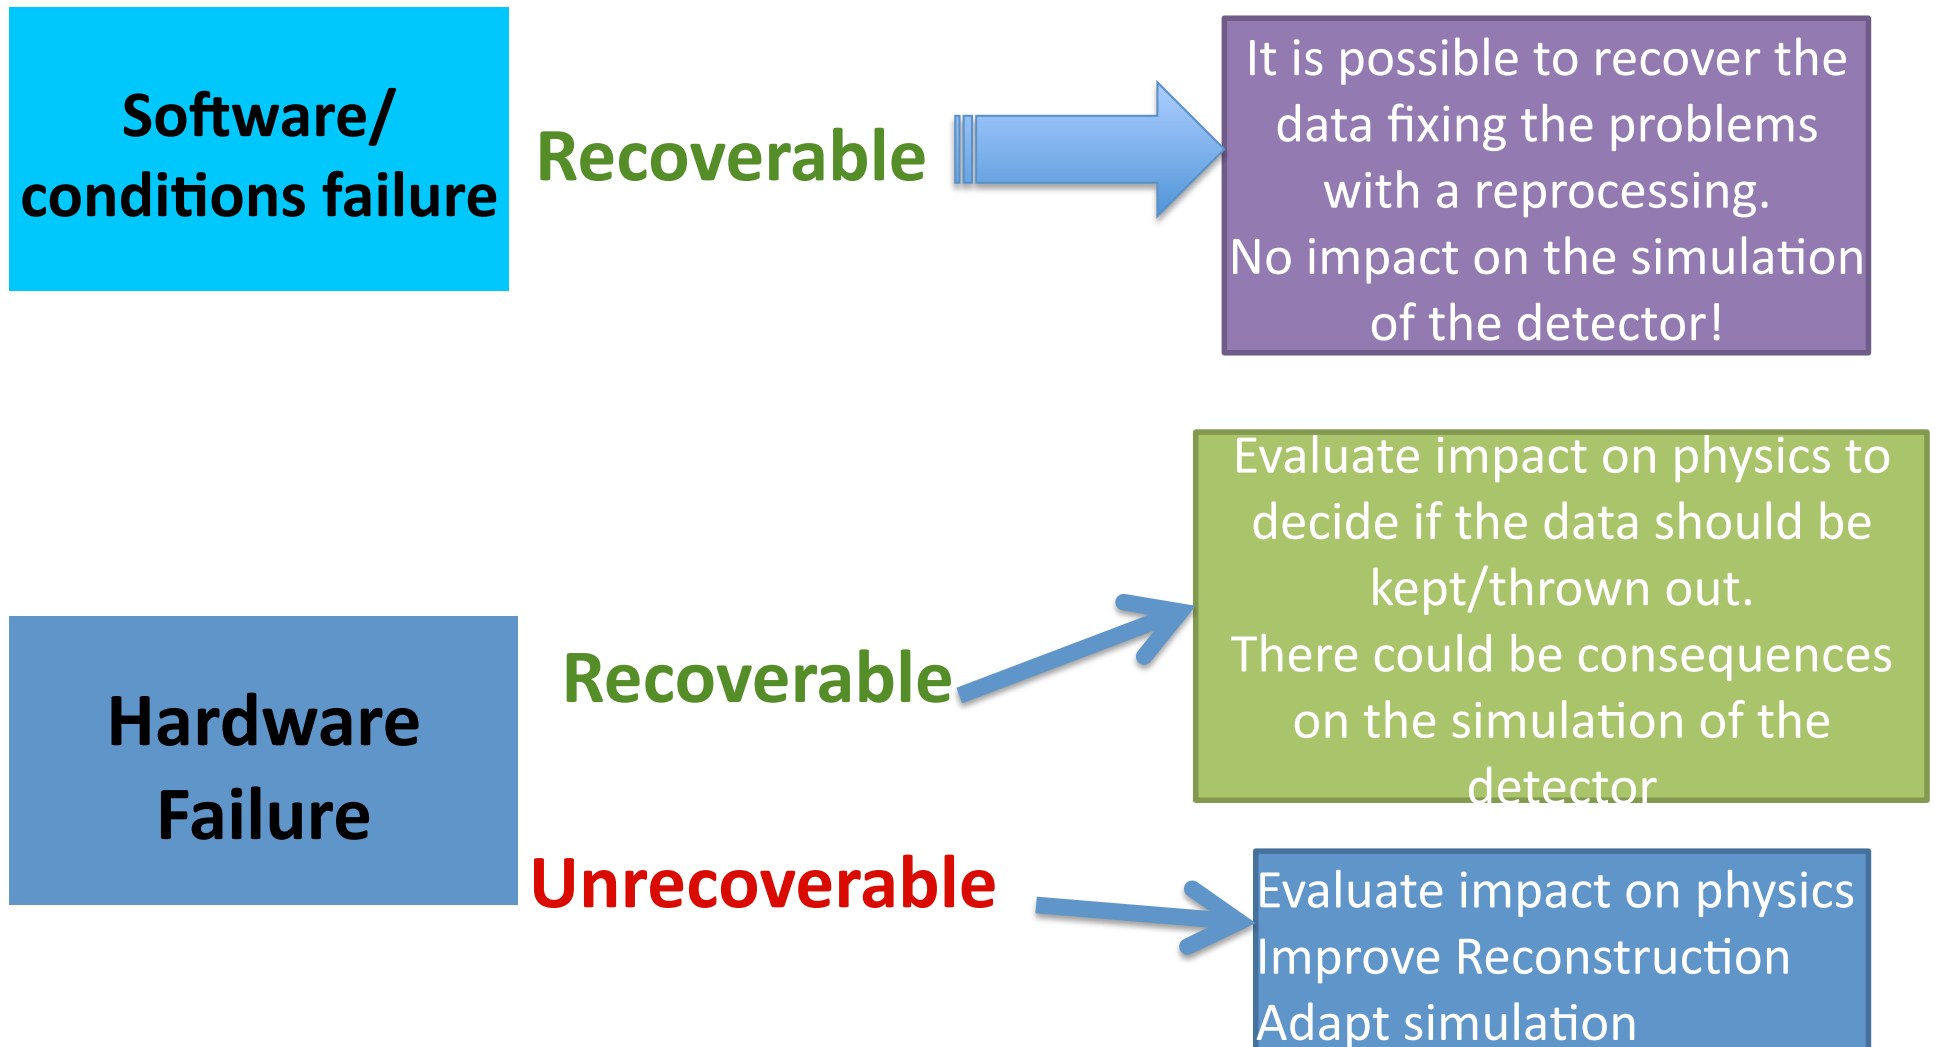 Software/
conditions failure
Recoverable
It is possible to recover the
data fixing the problems
with a reprocessing.
No impact on the simulation
of the detector!
Hardware
Failure
Recoverable
Evaluate impact on physics to
decide if the data should be
kept/thrown out.
There could be consequences
on the simulation of the
detector
Unrecoverable
Evaluate impact on physics
Improve Reconstruction
Adapt simulation